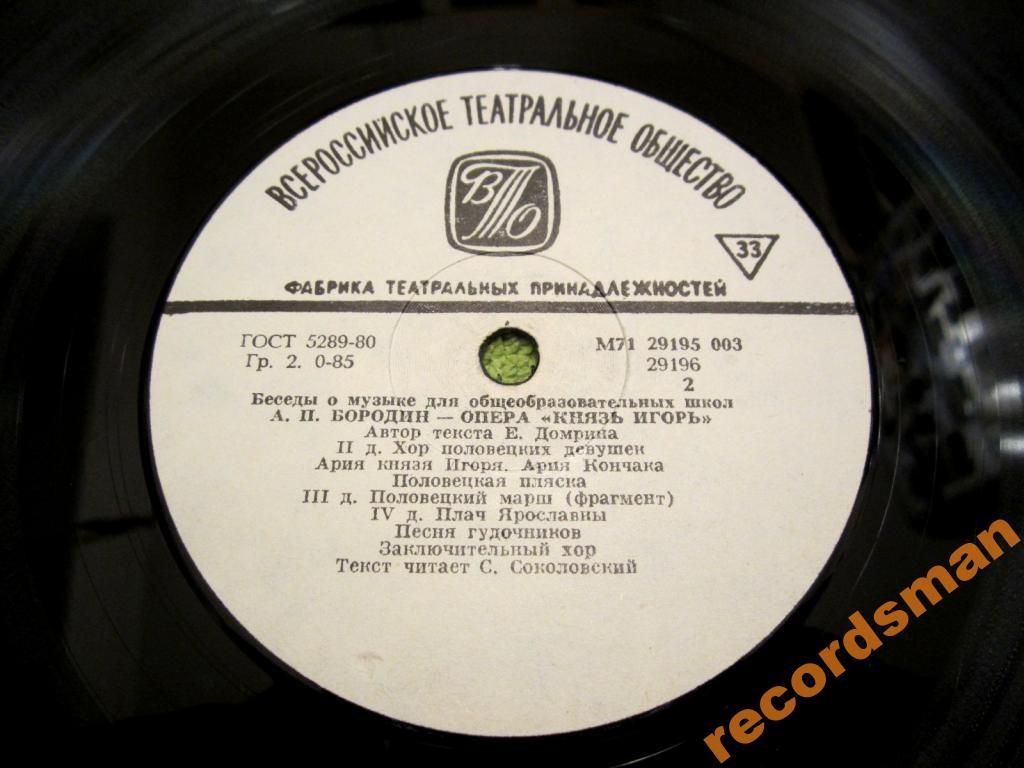 ВСЕРОССИЙСКОЕ ТЕАТРАЛЬНОЕ ОБЩЕСТВО
ВТО
33
ФАБРИКА ТЕАТРАЛЬНЫХ ПРИНАДЛЕЖНОСТЕЙ
ГОСТ 5289-80
Гр. 2. 0-85
М71 29195 003
29196
2
Беседы о музыке для общеобразовательных школ
А. П. БОРОДИН — ОПЕРА «КНЯЗЬ ИГОРЬ»
Автор текста Е. Домрина
II д. Хор половецких девушек
Ария князя Игоря. Ария Кончака
Половецкая пляска
III д. Половецкий марш (фрагмент)
IV д. Плач Ярославны
Песня гудочников
Заключительный хор
Текст читает С. Соколовский
recordsman